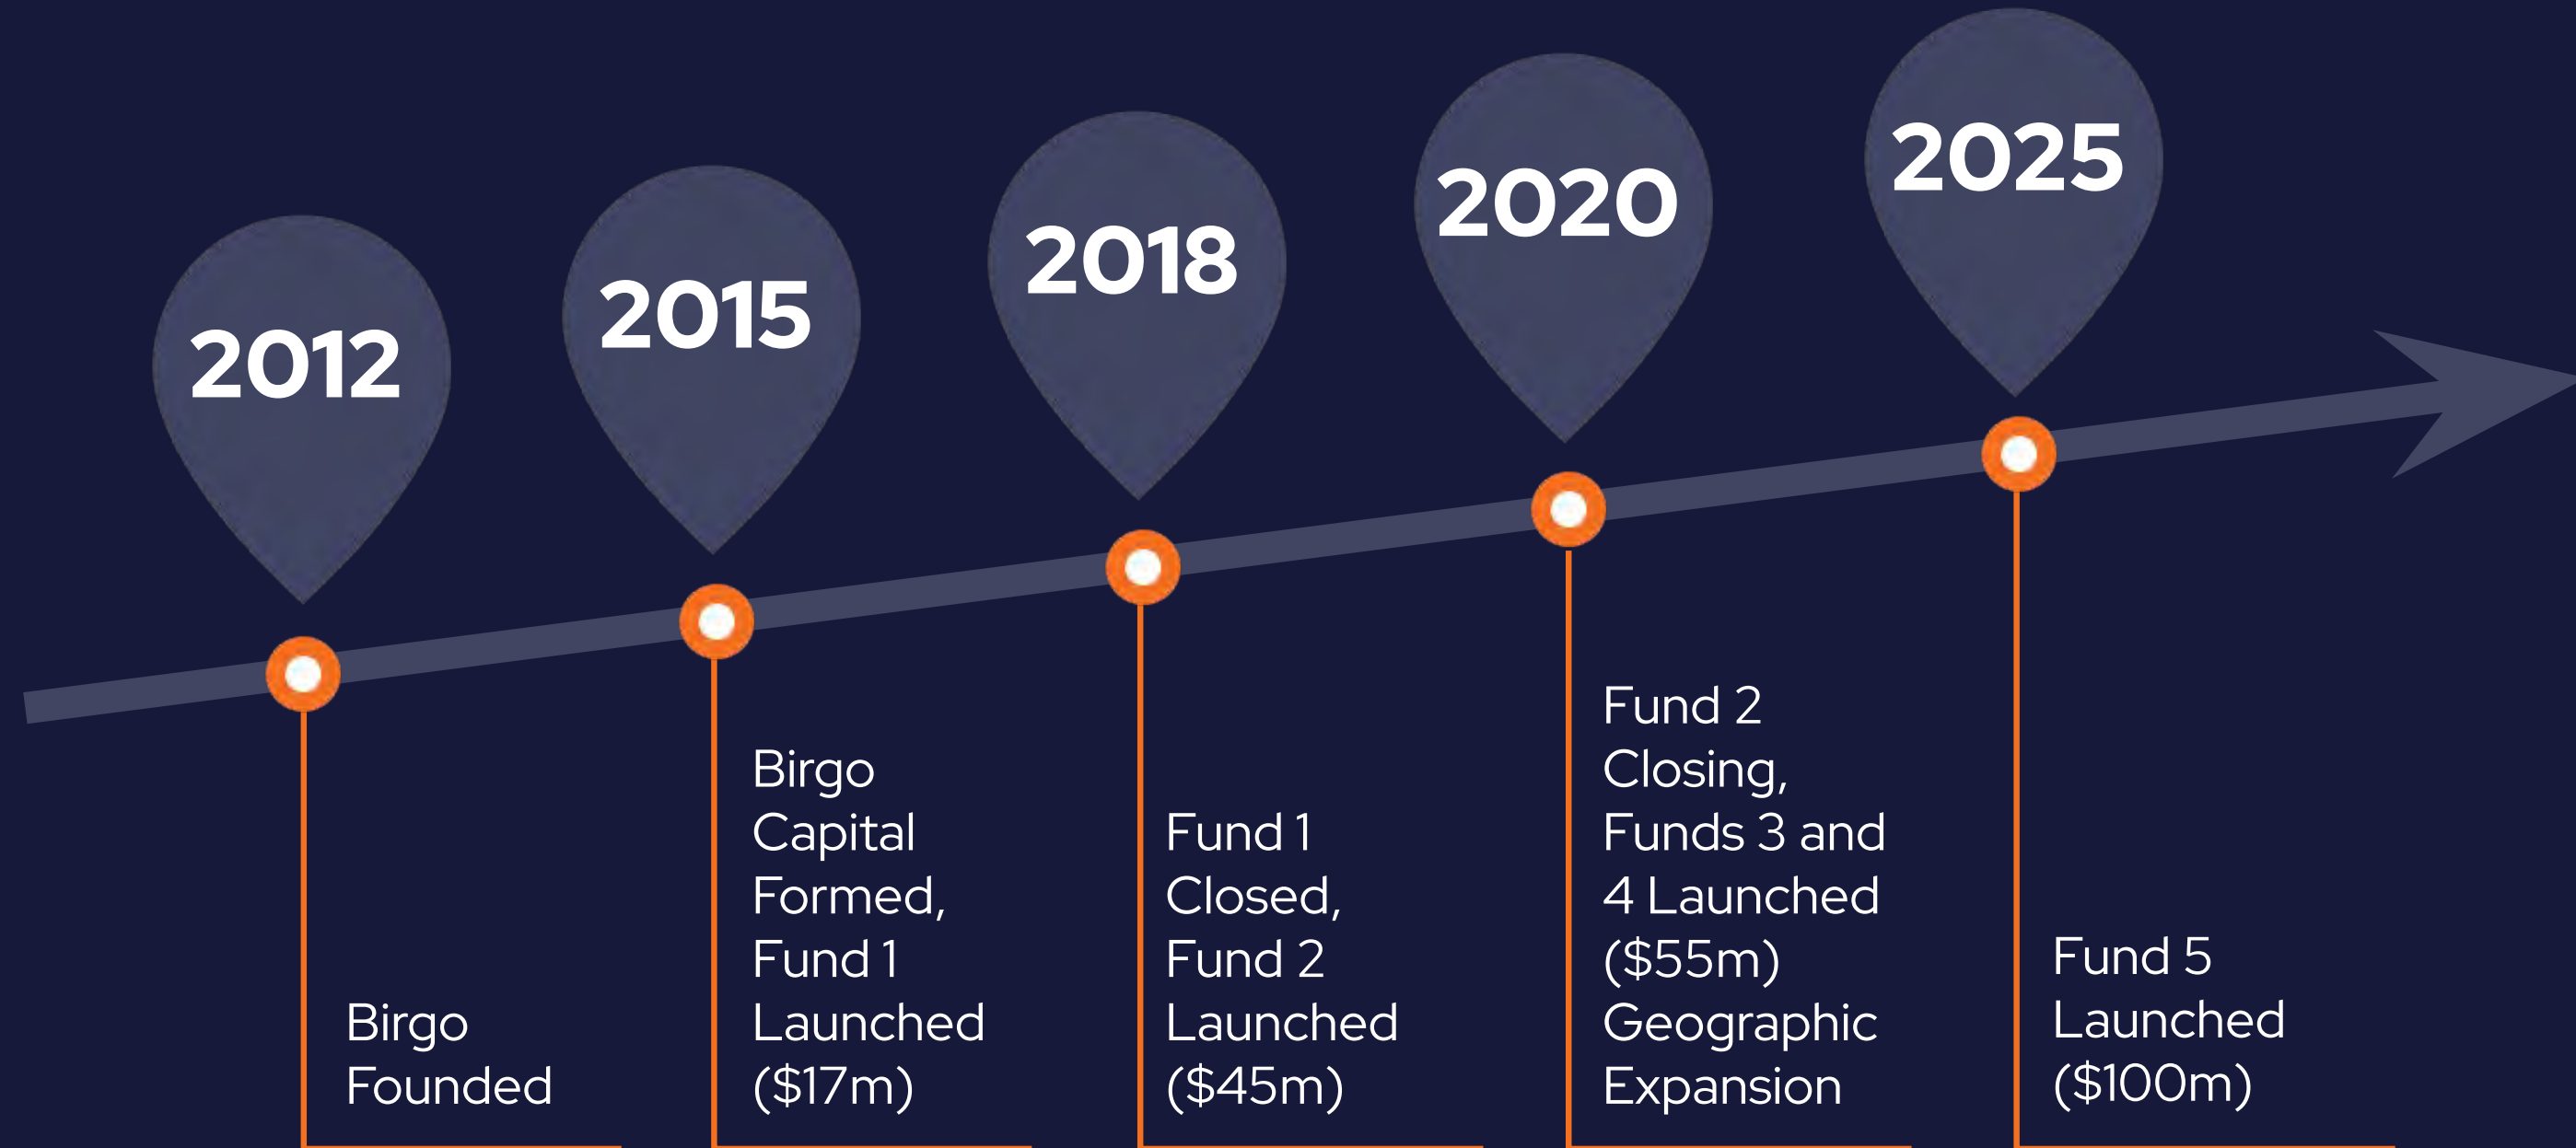 2012
Birgo
Founded
2015
Birgo
Capital
Formed,
Fund 1
Launched
($17m)
2018
Fund 1
Closed,
Fund 2
Launched
($45m)
2020
Fund 2
Closing,
Funds 3 and
4 Launched
($55m)
Geographic
Expansion
2025
Fund 5
Launched
($100m)